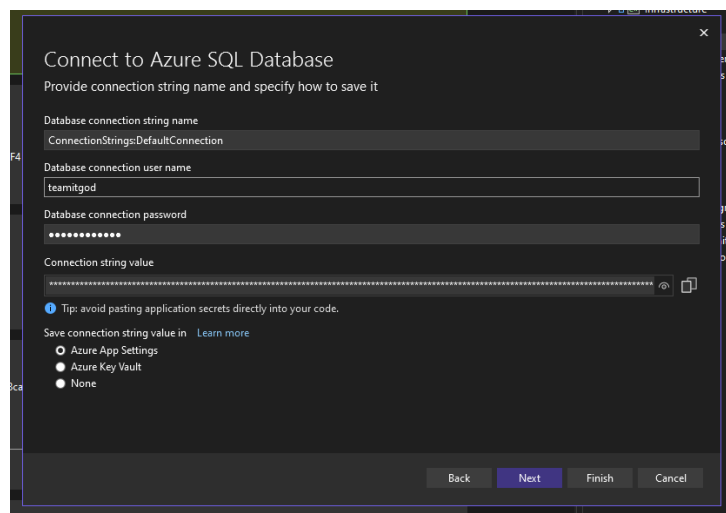 Infrastructure
Connect to Azure SQL Database
Provide connection string name and specify how to save it
Database connection string name
ConnectionStrings:DefaultConnection
Database connection user name
teamitgod
Database connection password
••••••••••••
Connection string value
Tip: avoid pasting application secrets directly into your code.
Save connection string value in Learn more
Azure App Settings
Azure Key Vault
None
Back Next Finish Cancel
F4